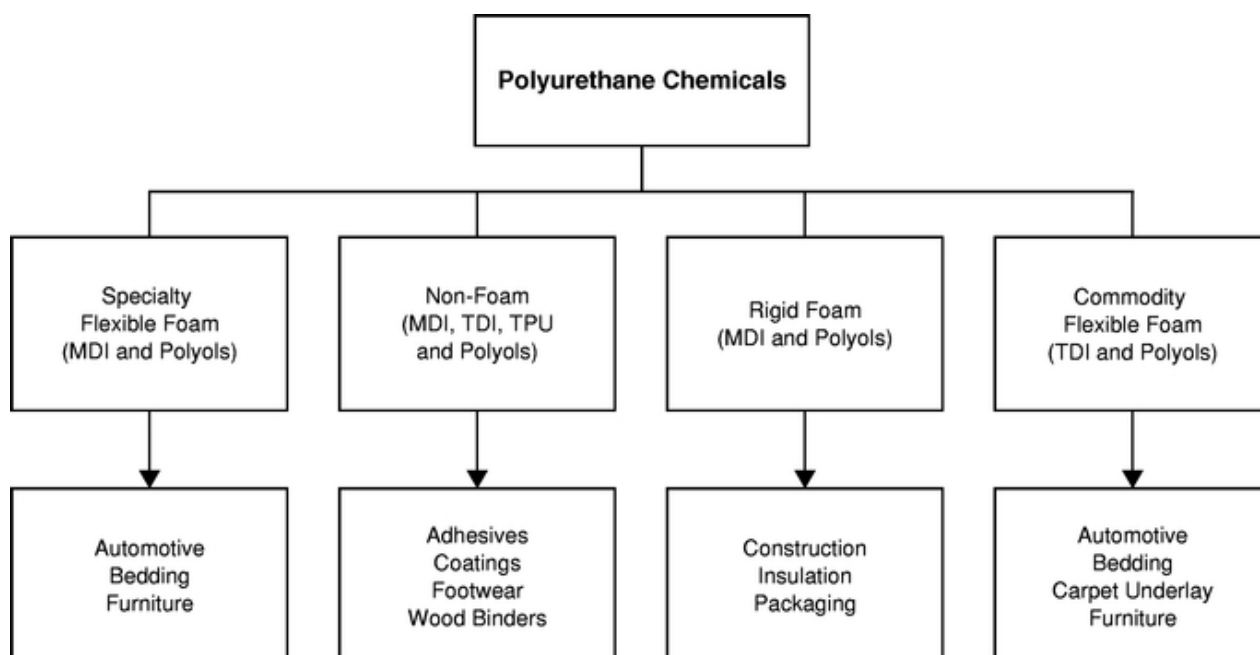 Polyurethane Chemicals
Specialty
Flexible Foam
(MDI and Polyols)
Non-Foam
(MDI, TDI, TPU
and Polyols)
Rigid Foam
(MDI and Polyols)
Commodity
Flexible Foam
(TDI and Polyols)
Automotive
Bedding
Furniture
Adhesives
Coatings
Footwear
Wood Binders
Construction
Insulation
Packaging
Automotive
Bedding
Carpet Underlay
Furniture